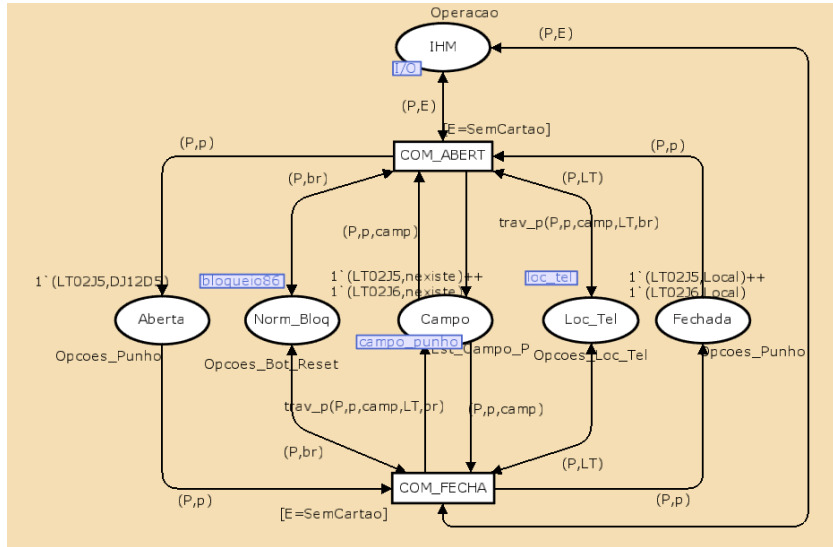 Operacao
IHM
(P,E)
I/O
(P,E)
[E=SemCartao]
(P,p)
COM_ABERT
(P,p)
(P,br)
(P,LT)
trav_p(P,p,camp,LT,br)
(P,p,camp)
1`(LT02J5,DJ12D5)
bloqueio86
1`(LT02J5,nexiste)++
1`(LT02J6,nexiste)
loc_tel
1`(LT02J5,Local)++
1`(LT02J6,Local)
Aberta
Norm_Bloq
Campo
Loc_Tel
Fechada
campo_punho
Est_Campo_P
Opcoes_Punho
Opcoes_Bot_Reset
Opcoes_Loc_Tel
Opcoes_Punho
trav_p(P,p,camp,LT,br)
(P,p,camp)
(P,br)
(P,LT)
(P,p)
COM_FECHA
(P,p)
[E=SemCartao]